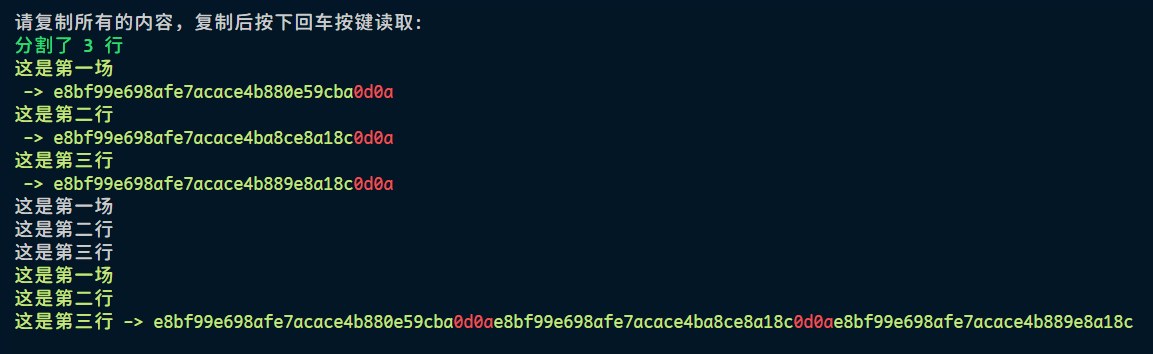 请复制所有的内容，复制后按下回车按键读取：
分割了 3 行
这是第一场
-> e8bf99e698afe7acace4b880e59cba0d0a
这是第二行
-> e8bf99e698afe7acace4ba8ce8a18c0d0a
这是第三行
-> e8bf99e698afe7acace4b889e8a18c0d0a
这是第一场
这是第二行
这是第三行
这是第一场
这是第二行
这是第三行 -> e8bf99e698afe7acace4b880e59cba0d0ae8bf99e698afe7acace4ba8ce8a18c0d0ae8bf99e698afe7acace4b889e8a18c